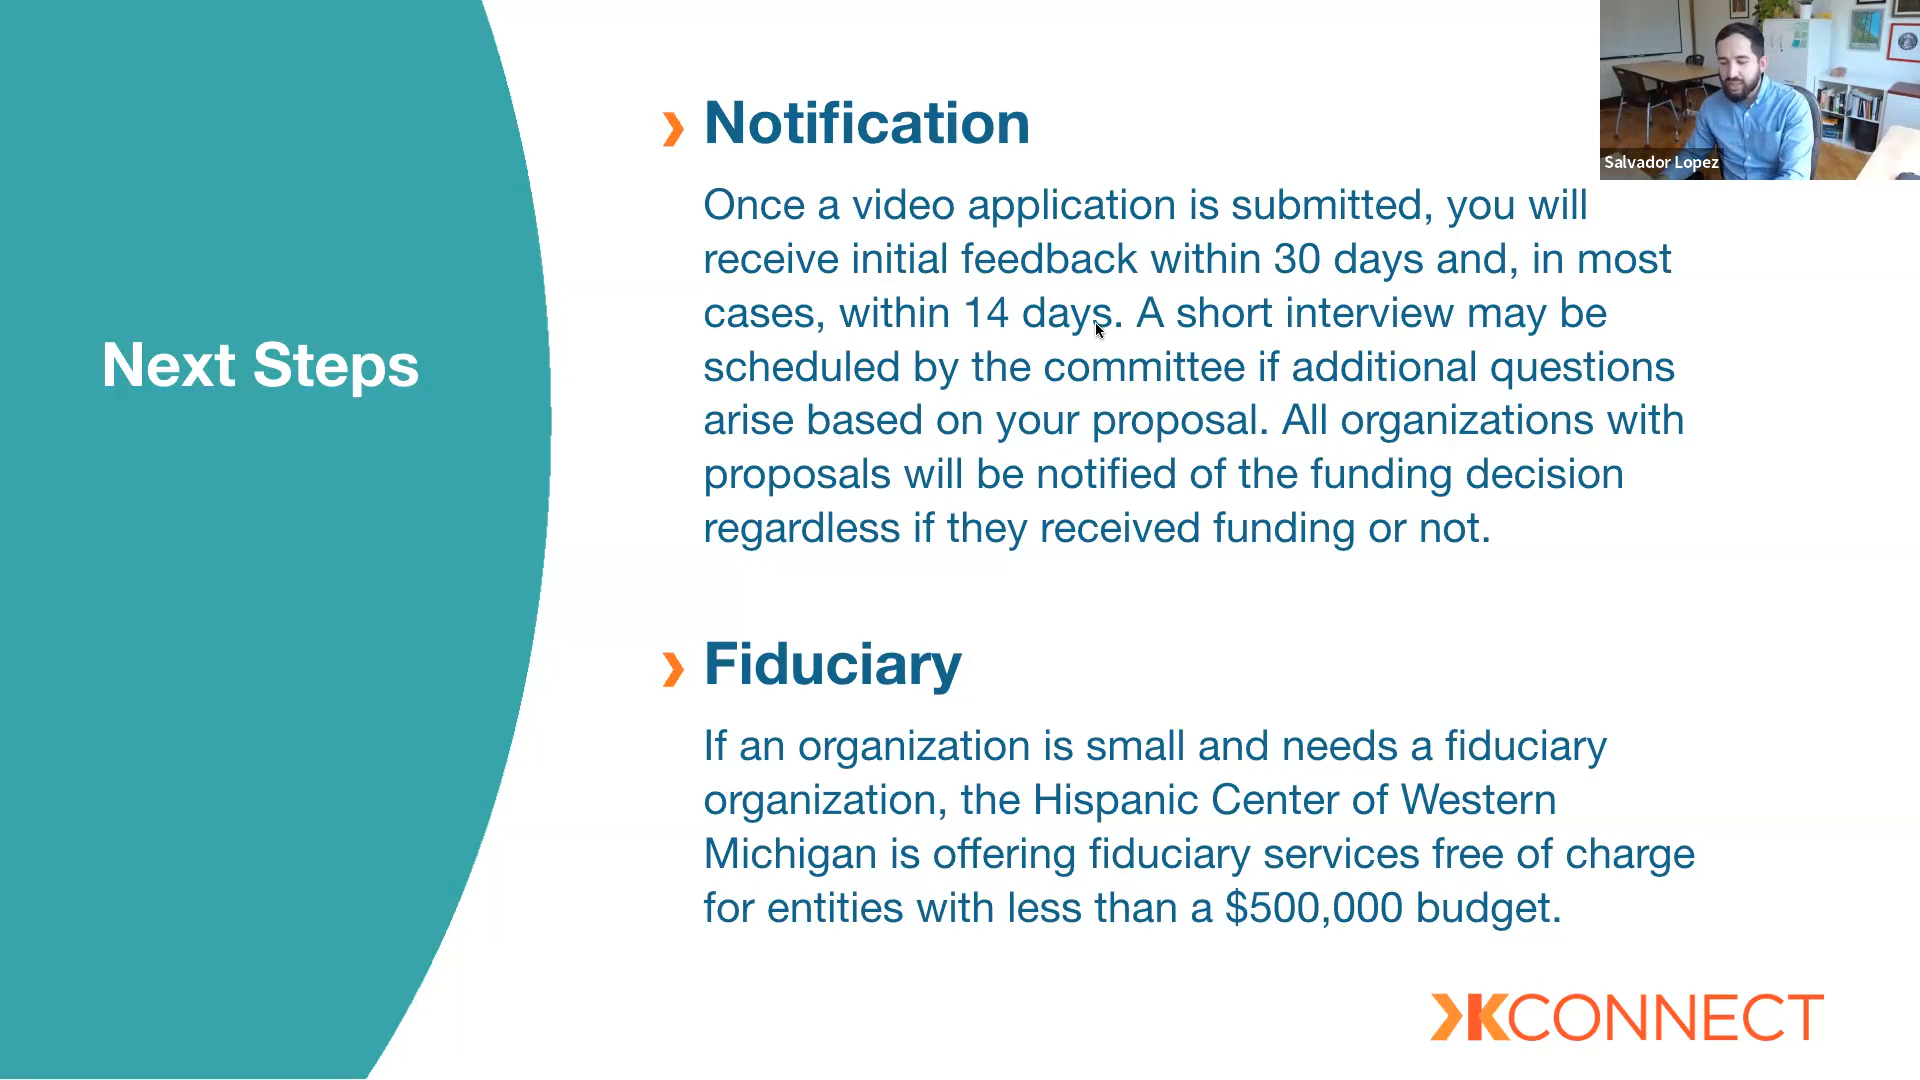 Next Steps
Notification
Once a video application is submitted, you will
receive initial feedback within 30 days and, in most
cases, within 14 days. A short interview may be
scheduled by the committee if additional questions
arise based on your proposal. All organizations with
proposals will be notified of the funding decision
regardless if they received funding or not.
Fiduciary
If an organization is small and needs a fiduciary
organization, the Hispanic Center of Western
Michigan is offering fiduciary services free of charge
for entities with less than a $500,000 budget.
KCONNECT
Salvador Lopez